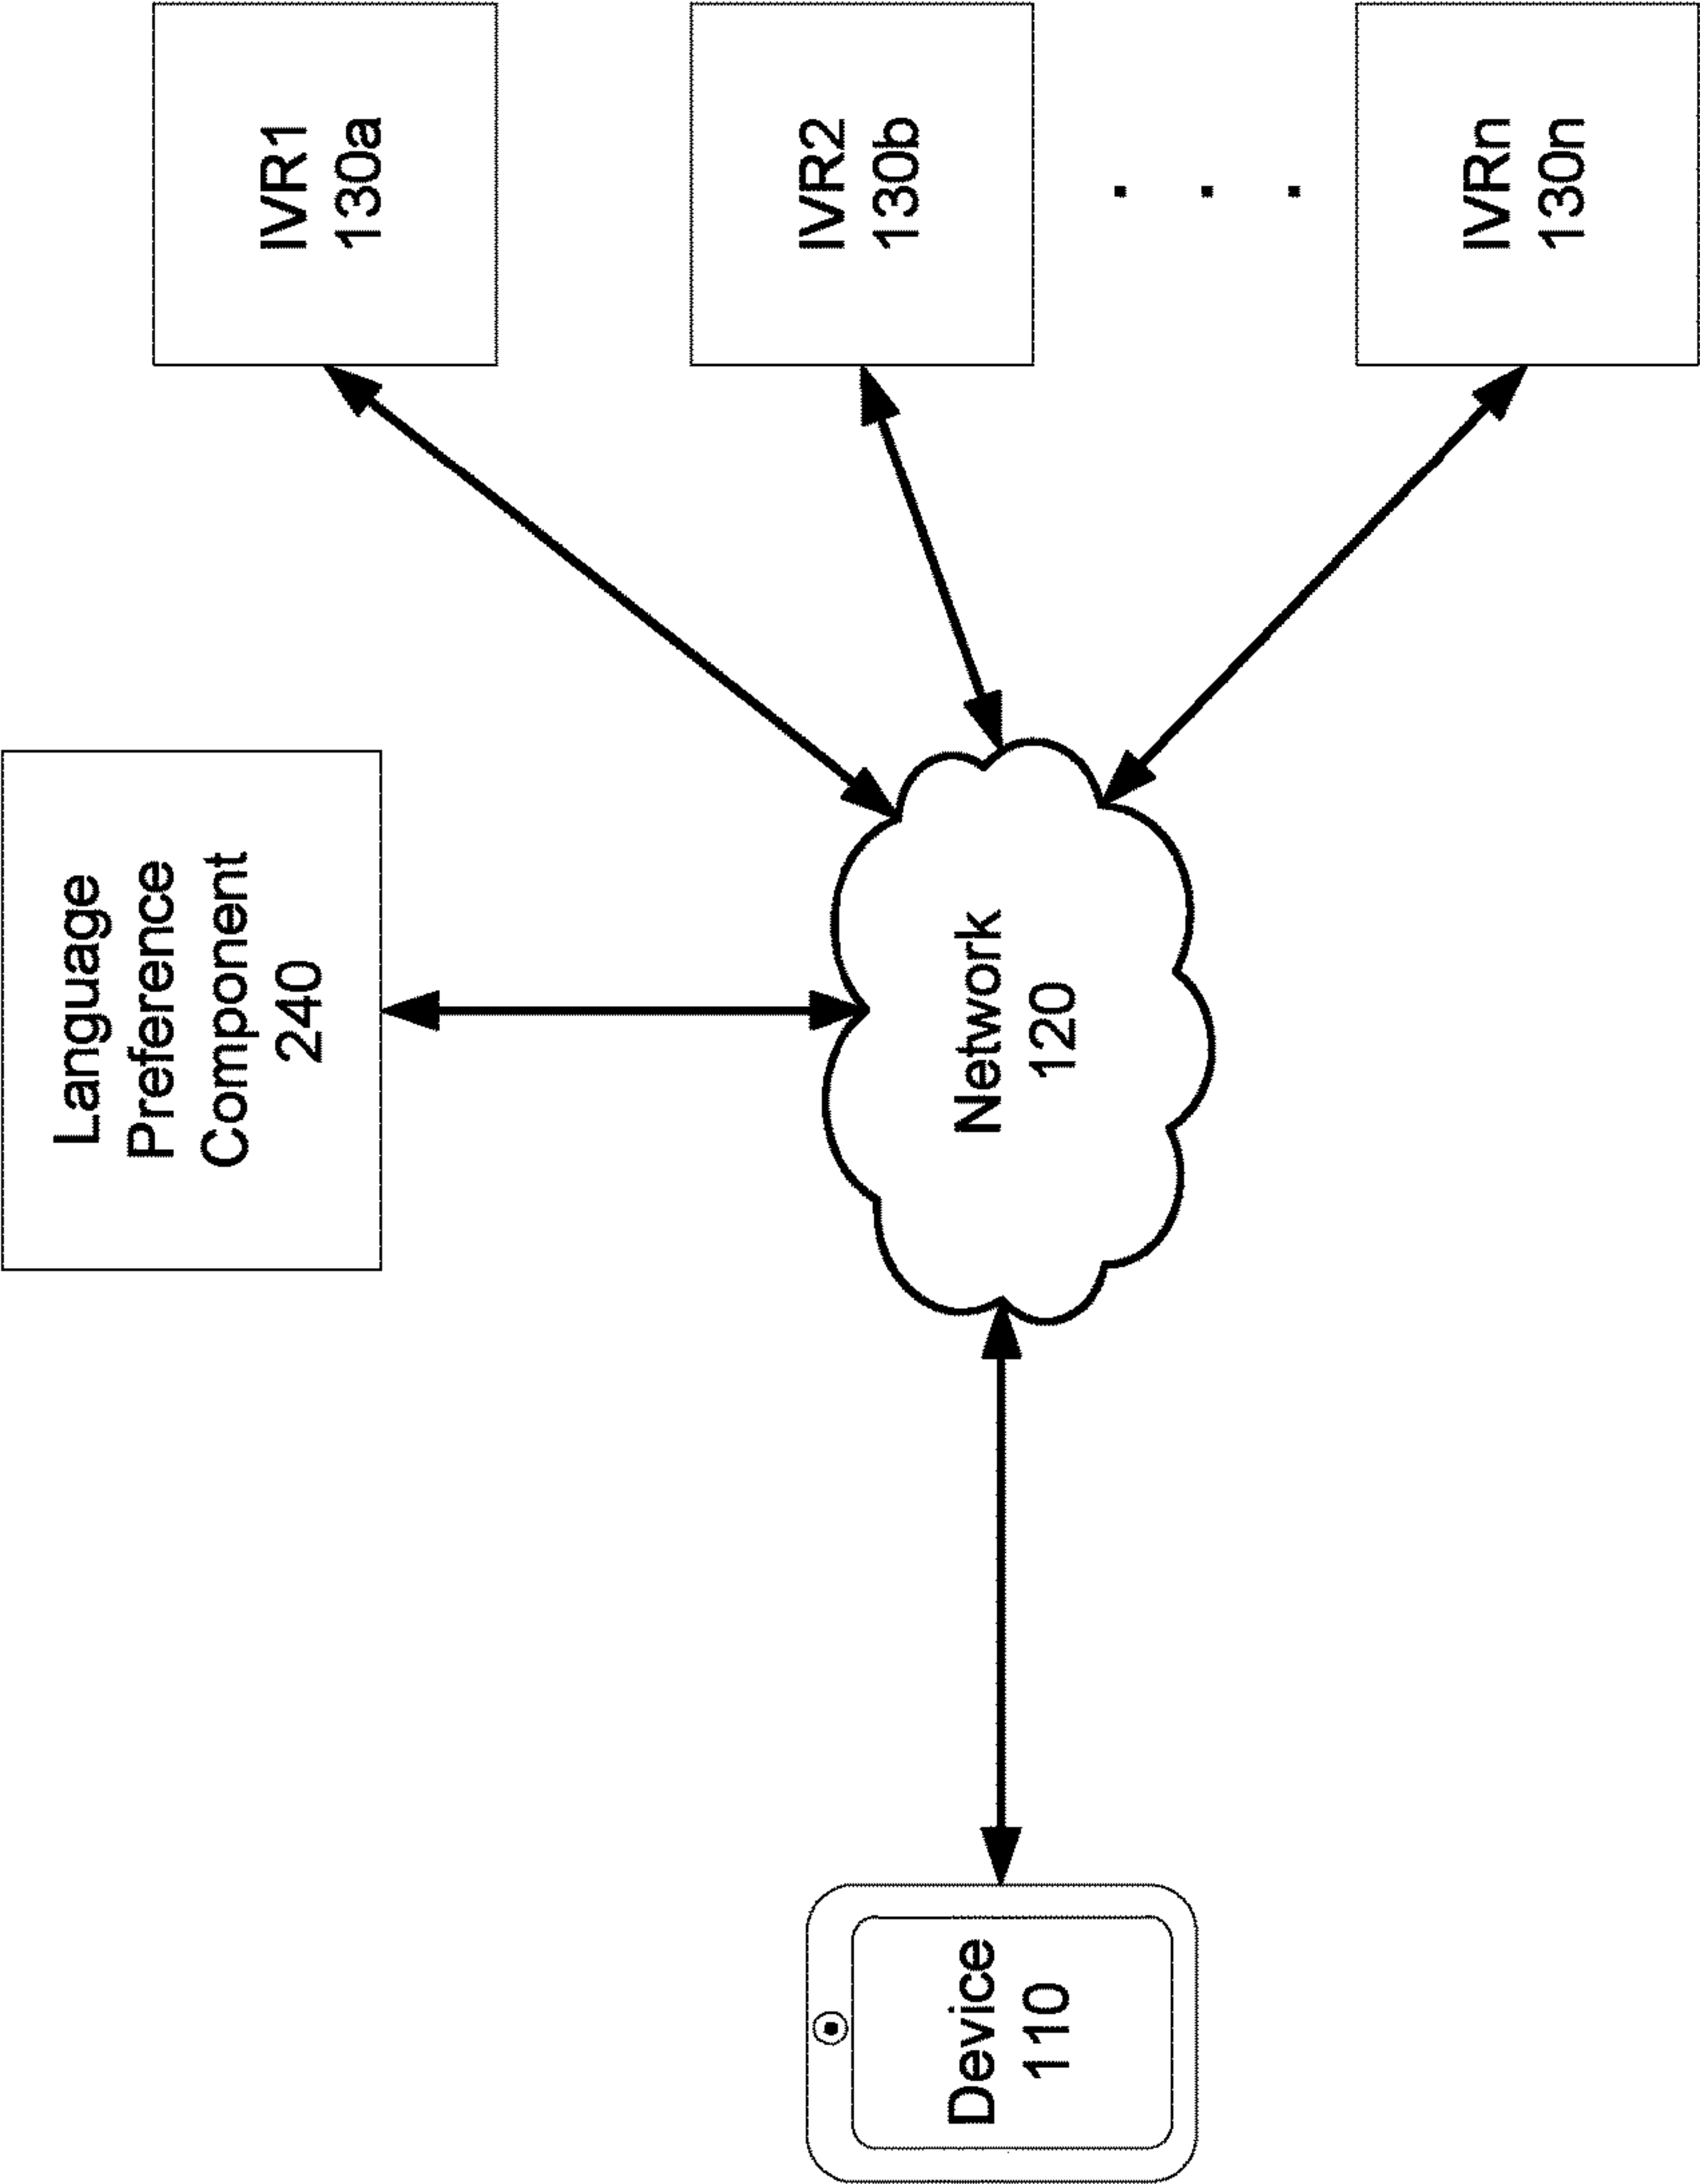 Language
Preference
Component
240
IVR1
130a
IVR2
130b
. . .
IVRn
130n
Network
120
Device
110